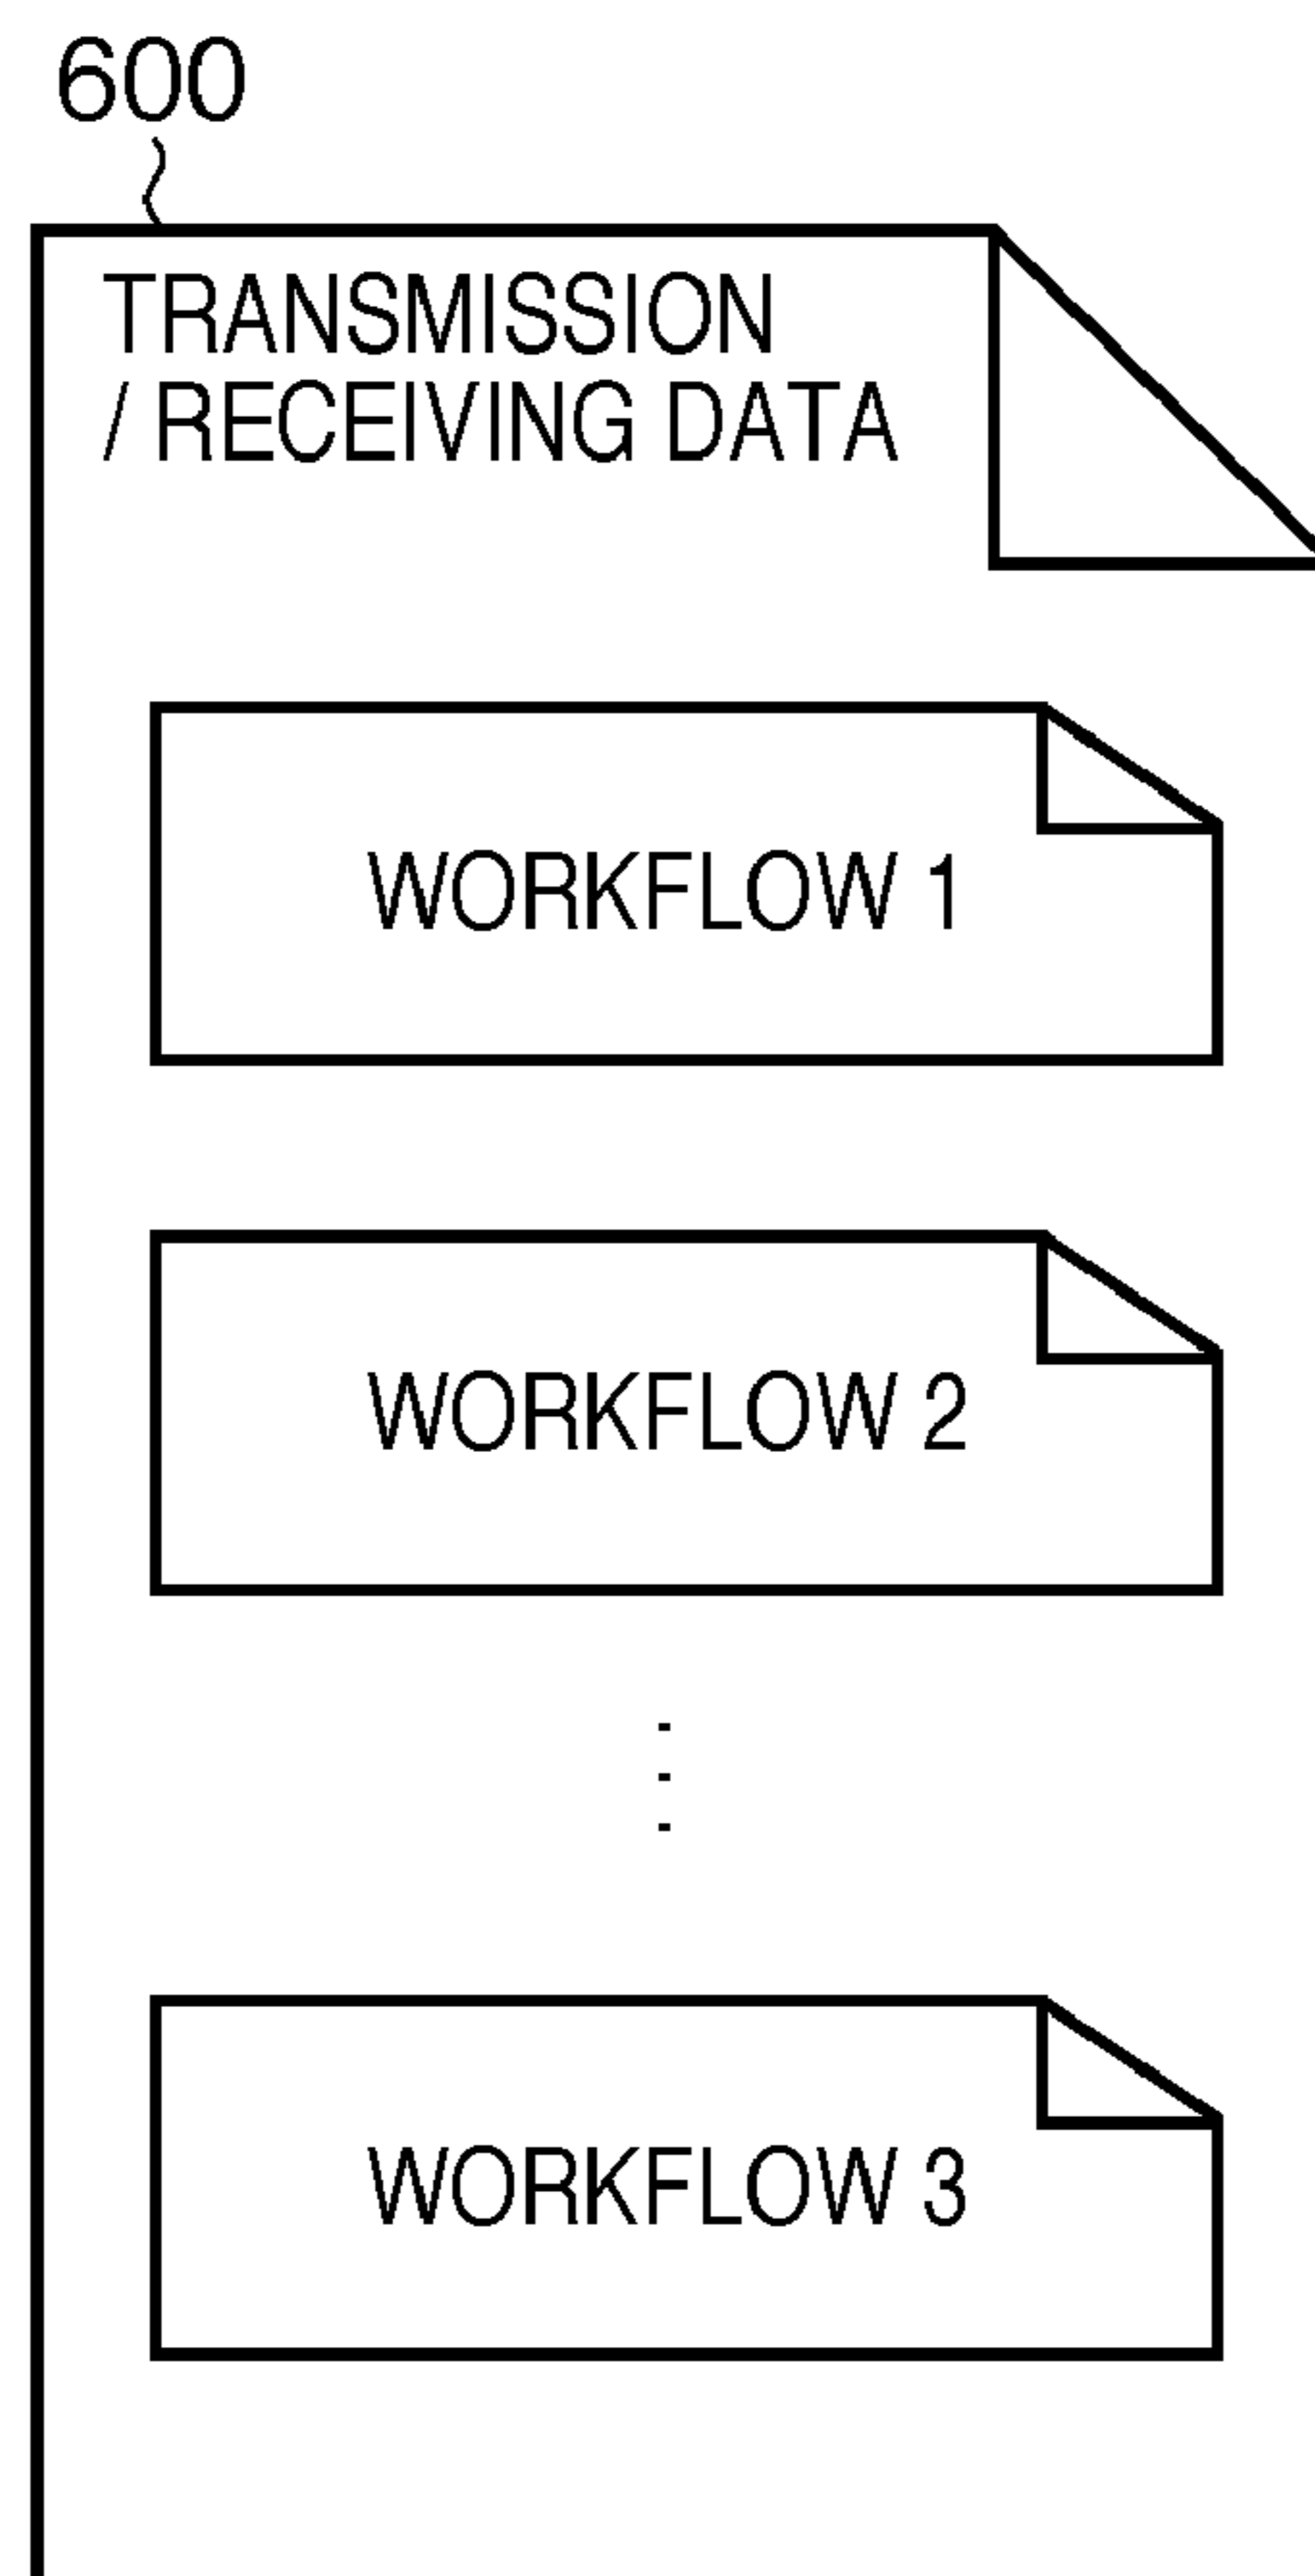 600
TRANSMISSION
/ RECEIVING DATA
WORKFLOW 1
WORKFLOW 2
WORKFLOW 3